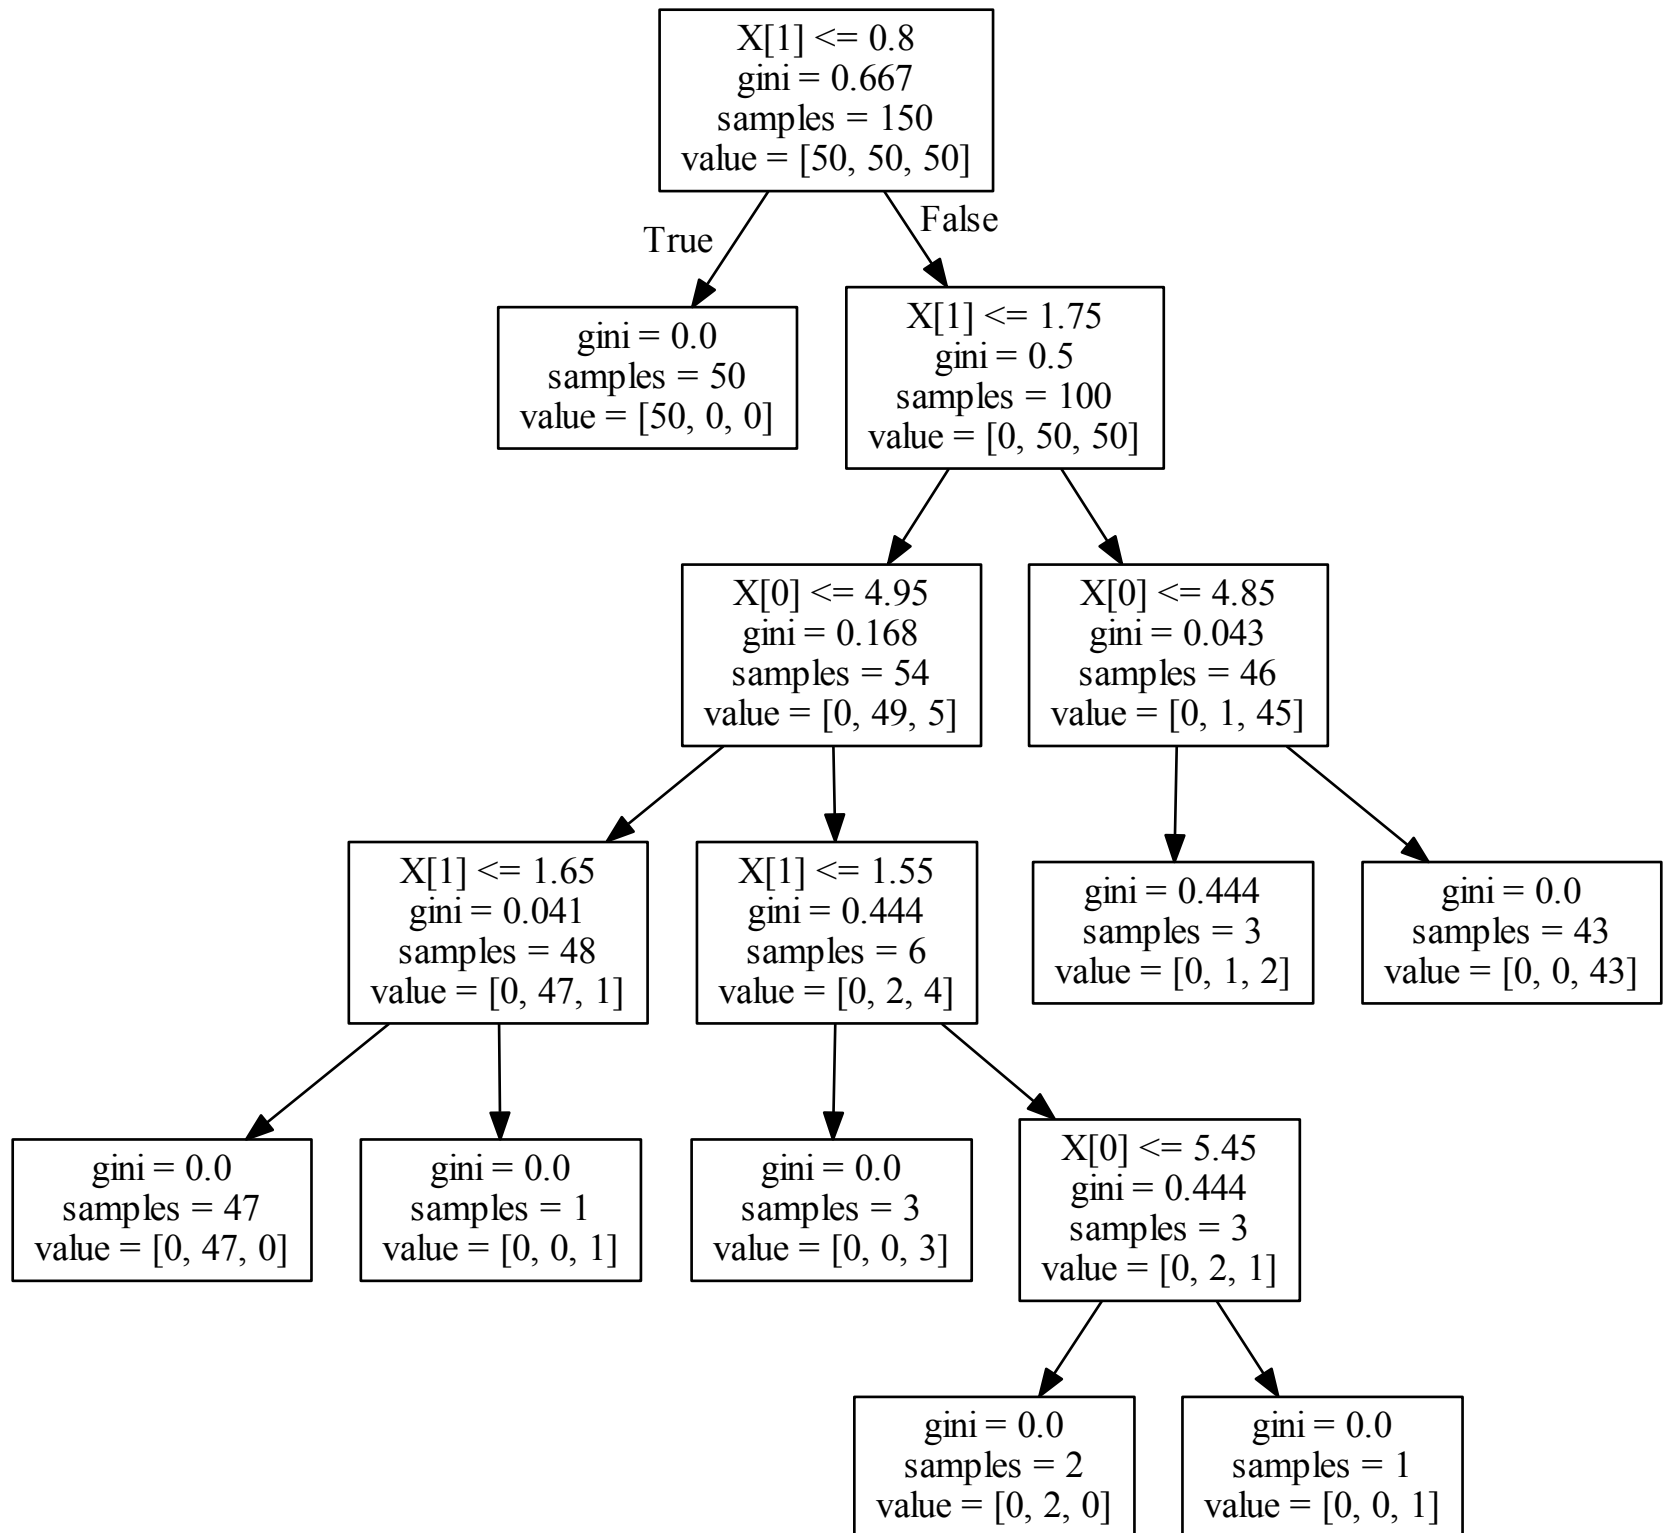 X[1] <= 0.8
gini = 0.667
samples = 150
value = [50, 50, 50]
True
False
gini = 0.0
samples = 50
value = [50, 0, 0]
X[1] <= 1.75
gini = 0.5
samples = 100
value = [0, 50, 50]
X[0] <= 4.95
gini = 0.168
samples = 54
value = [0, 49, 5]
X[0] <= 4.85
gini = 0.043
samples = 46
value = [0, 1, 45]
X[1] <= 1.65
gini = 0.041
samples = 48
value = [0, 47, 1]
X[1] <= 1.55
gini = 0.444
samples = 6
value = [0, 2, 4]
gini = 0.444
samples = 3
value = [0, 1, 2]
gini = 0.0
samples = 43
value = [0, 0, 43]
gini = 0.0
samples = 47
value = [0, 47, 0]
gini = 0.0
samples = 1
value = [0, 0, 1]
gini = 0.0
samples = 3
value = [0, 0, 3]
X[0] <= 5.45
gini = 0.444
samples = 3
value = [0, 2, 1]
gini = 0.0
samples = 2
value = [0, 2, 0]
gini = 0.0
samples = 1
value = [0, 0, 1]